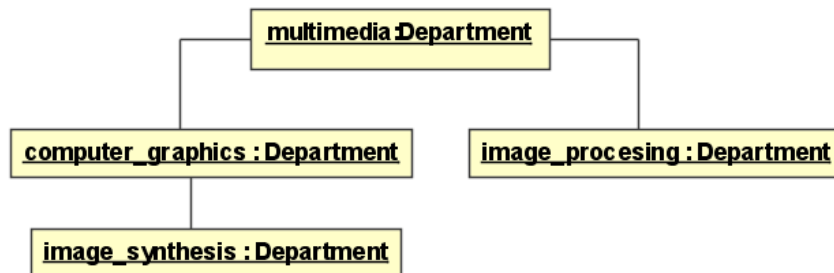 multimedia:Department
computer_graphics : Department
image_procesing : Department
image_synthesis : Department